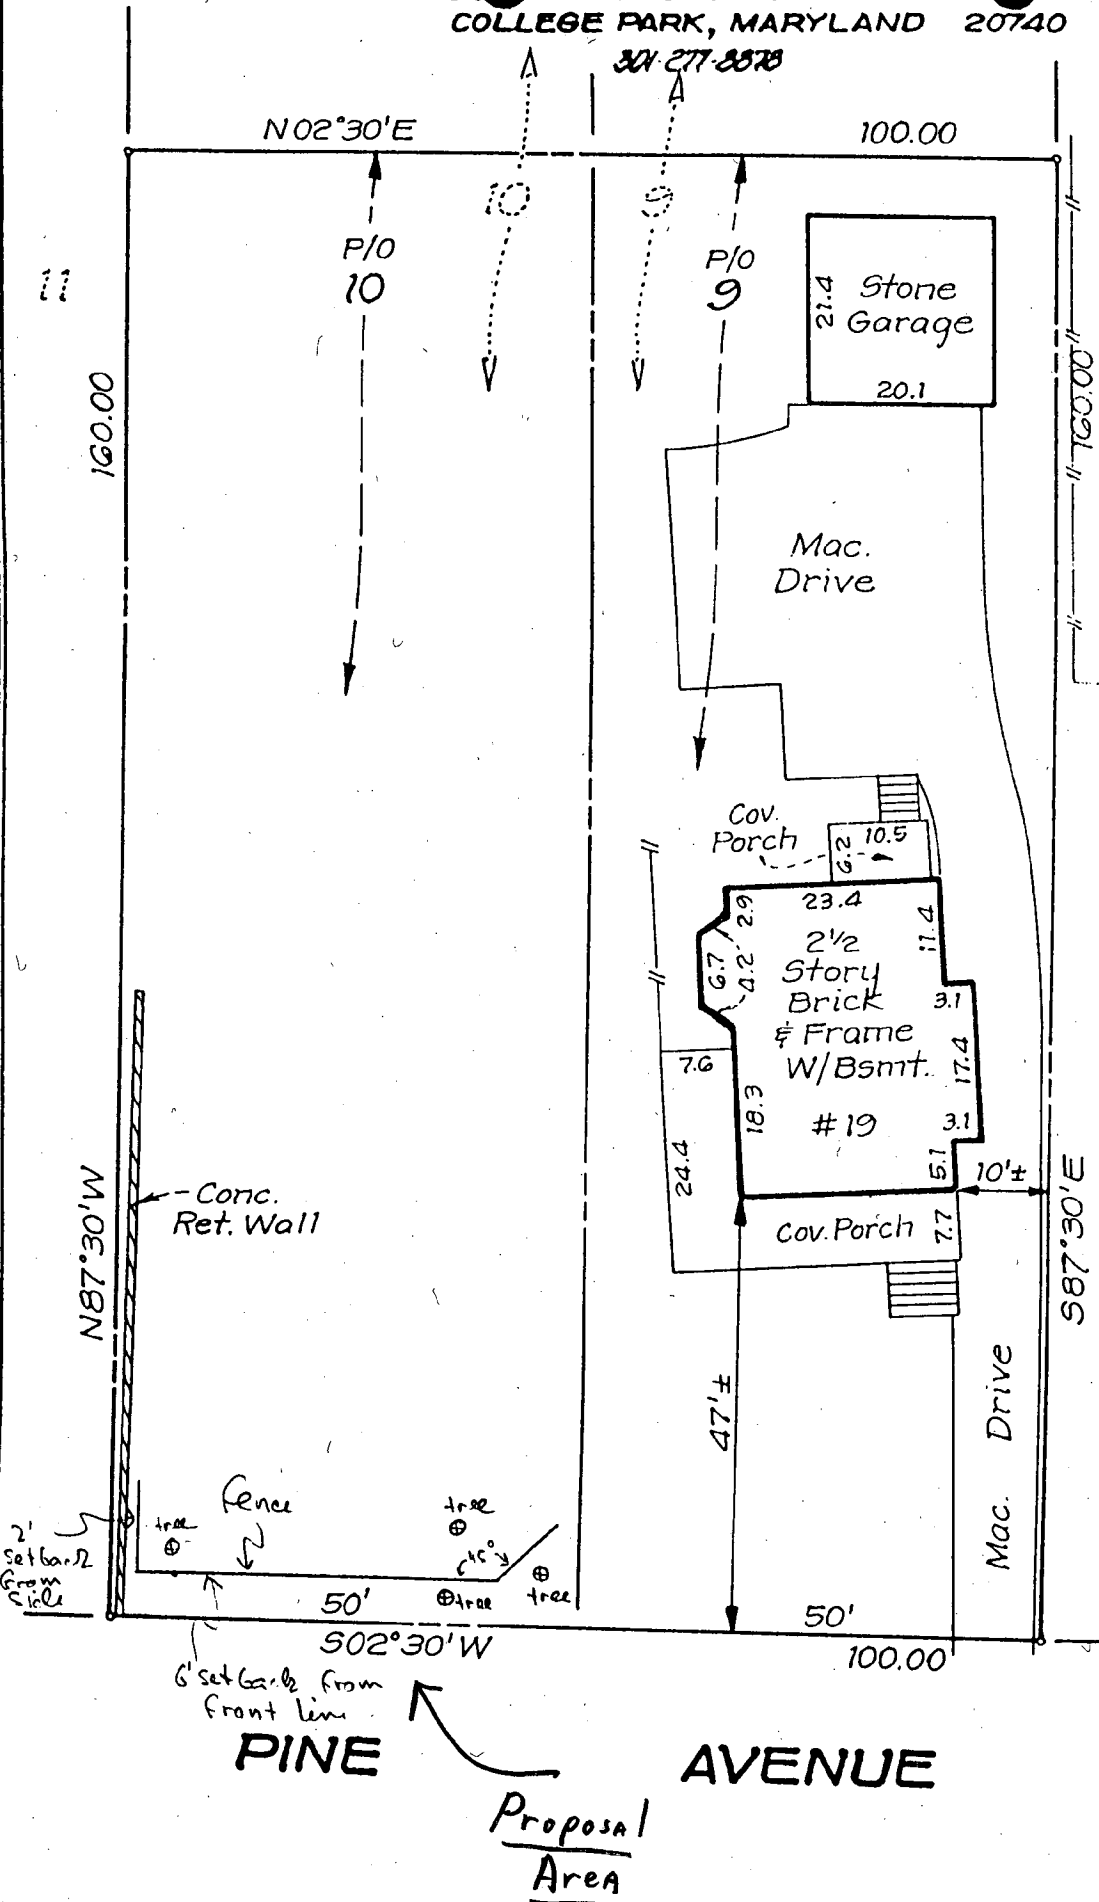 COLLEGE PARK, MARYLAND 20740
301-277-8878
N02°30'E
100.00
P/O
10
10
9
P/O
9
11
160.00
160.00
21.4
Stone
Garage
20.1
Mac.
Drive
Cov.
Porch
6.2
10.5
23.4
2.9
11.4
6.7
4.2
2½
Story
Brick
& Frame
W/Bsmt.
#19
3.1
17.4
3.1
5.1
7.6
18.3
24.4
10'±
Cov. Porch
7.7
Conc.
Ret. Wall
N87°30'W
S87°30'E
47'±
Mac. Drive
fence
tree
tree
45°
tree
tree
2'
setback
from
side
50'
50'
S02°30'W
100.00
6' setback from
front line
PINE AVENUE
Proposal
Area